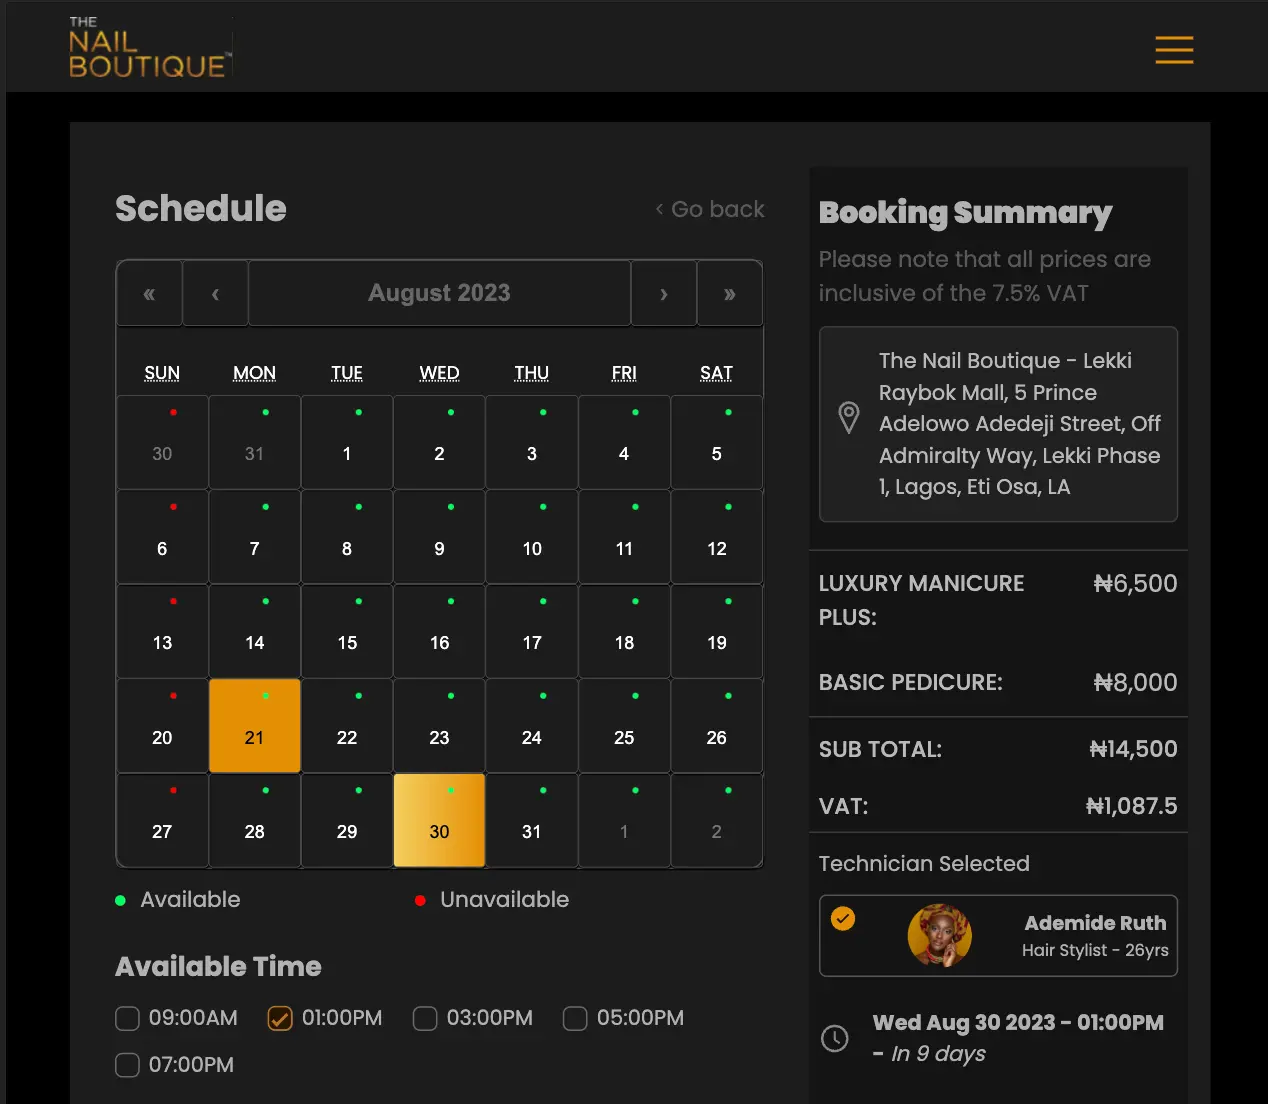 THE
NAIL
BOUTIQUE™
Schedule
‹ Go back
« ‹ August 2023 › »
SUN MON TUE WED THU FRI SAT
30 31 1 2 3 4 5
6 7 8 9 10 11 12
13 14 15 16 17 18 19
20 21 22 23 24 25 26
27 28 29 30 31 1 2
Available Unavailable
Available Time
09:00AM 01:00PM 03:00PM 05:00PM
07:00PM
Booking Summary
Please note that all prices are
inclusive of the 7.5% VAT
The Nail Boutique - Lekki
Raybok Mall, 5 Prince
Adelowo Adedeji Street, Off
Admiralty Way, Lekki Phase
1, Lagos, Eti Osa, LA
LUXURY MANICURE ₦6,500
PLUS:
BASIC PEDICURE: ₦8,000
SUB TOTAL: ₦14,500
VAT: ₦1,087.5
Technician Selected
Ademide Ruth
Hair Stylist - 26yrs
Wed Aug 30 2023 - 01:00PM
- In 9 days